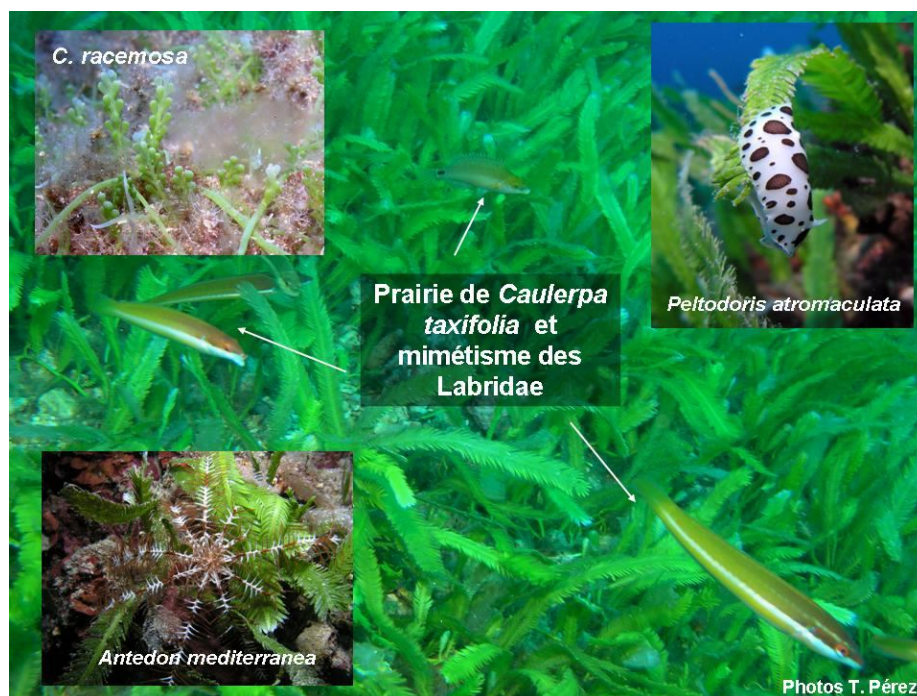 C. racemosa
Peltodoris atromaculata
Prairie de Caulerpa
taxifolia et
mimétisme des
Labridae
Antedon mediterranea
Photos T. Pérez